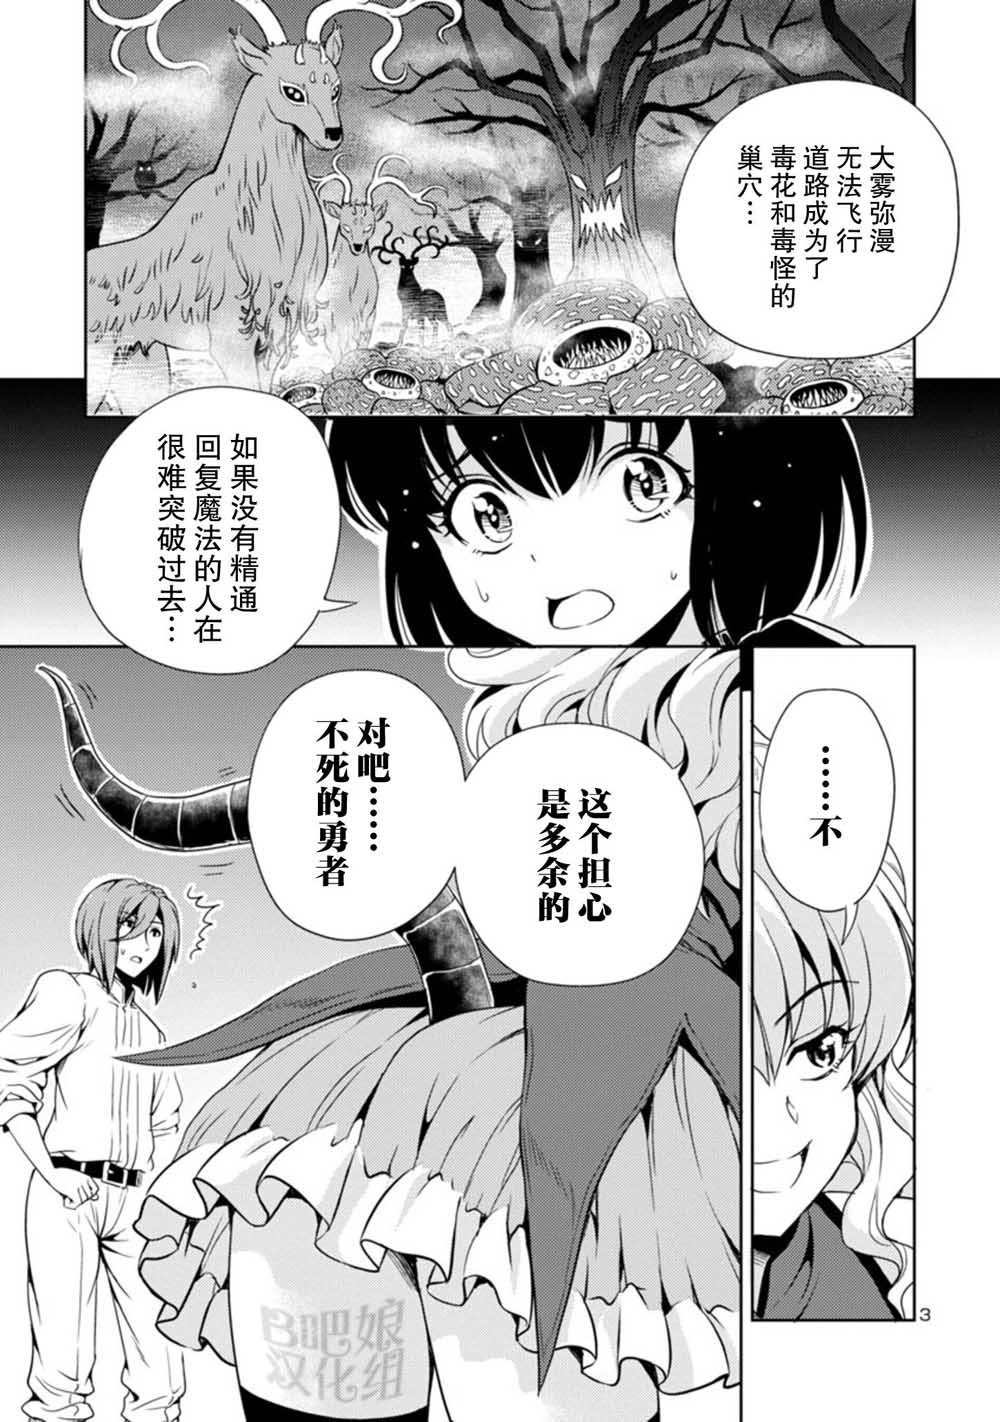 大雾弥漫
无法飞行
道路成为了
毒花和毒怪的
巢穴…
如果没有精通
回复魔法的人在
很难突破过去…
……不
这个担心
是多余的
对吧……
不死的勇者
3
B吧娘
汉化组